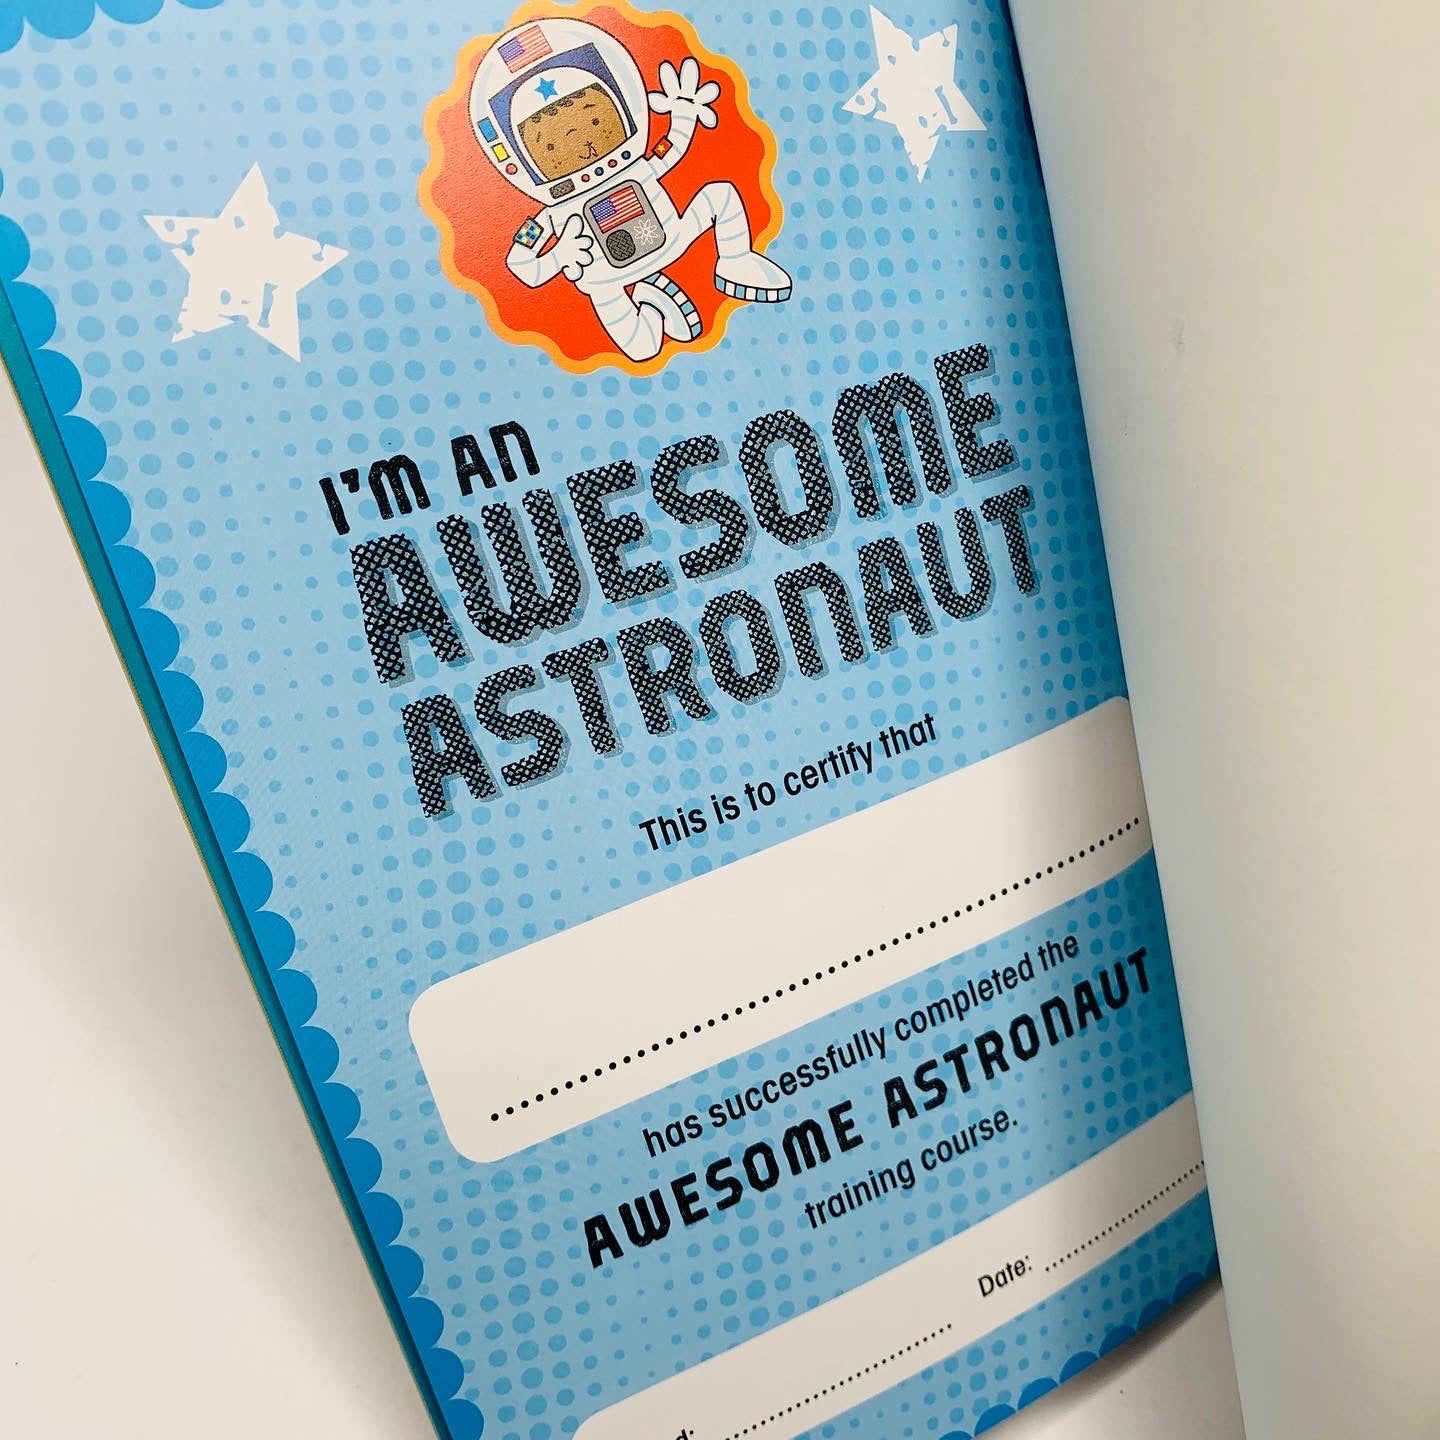 I'M AN
AWESOME
ASTRONAUT
This is to certify that
has successfully completed the
AWESOME ASTRONAUT
training course.
Date: